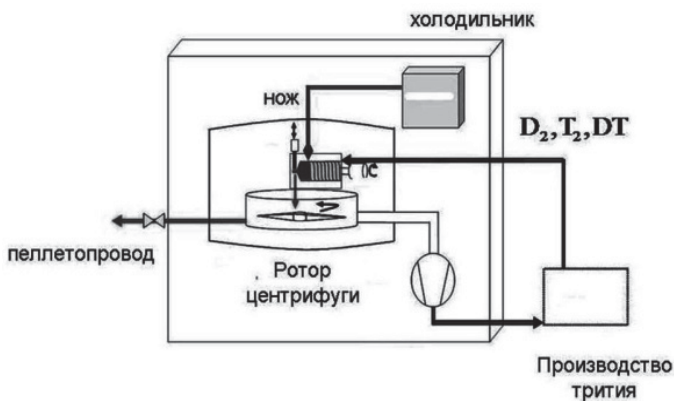 холодильник
нож
D₂,T₂,DT
пеллетопровод
Ротор
центрифуги
Производство
трития